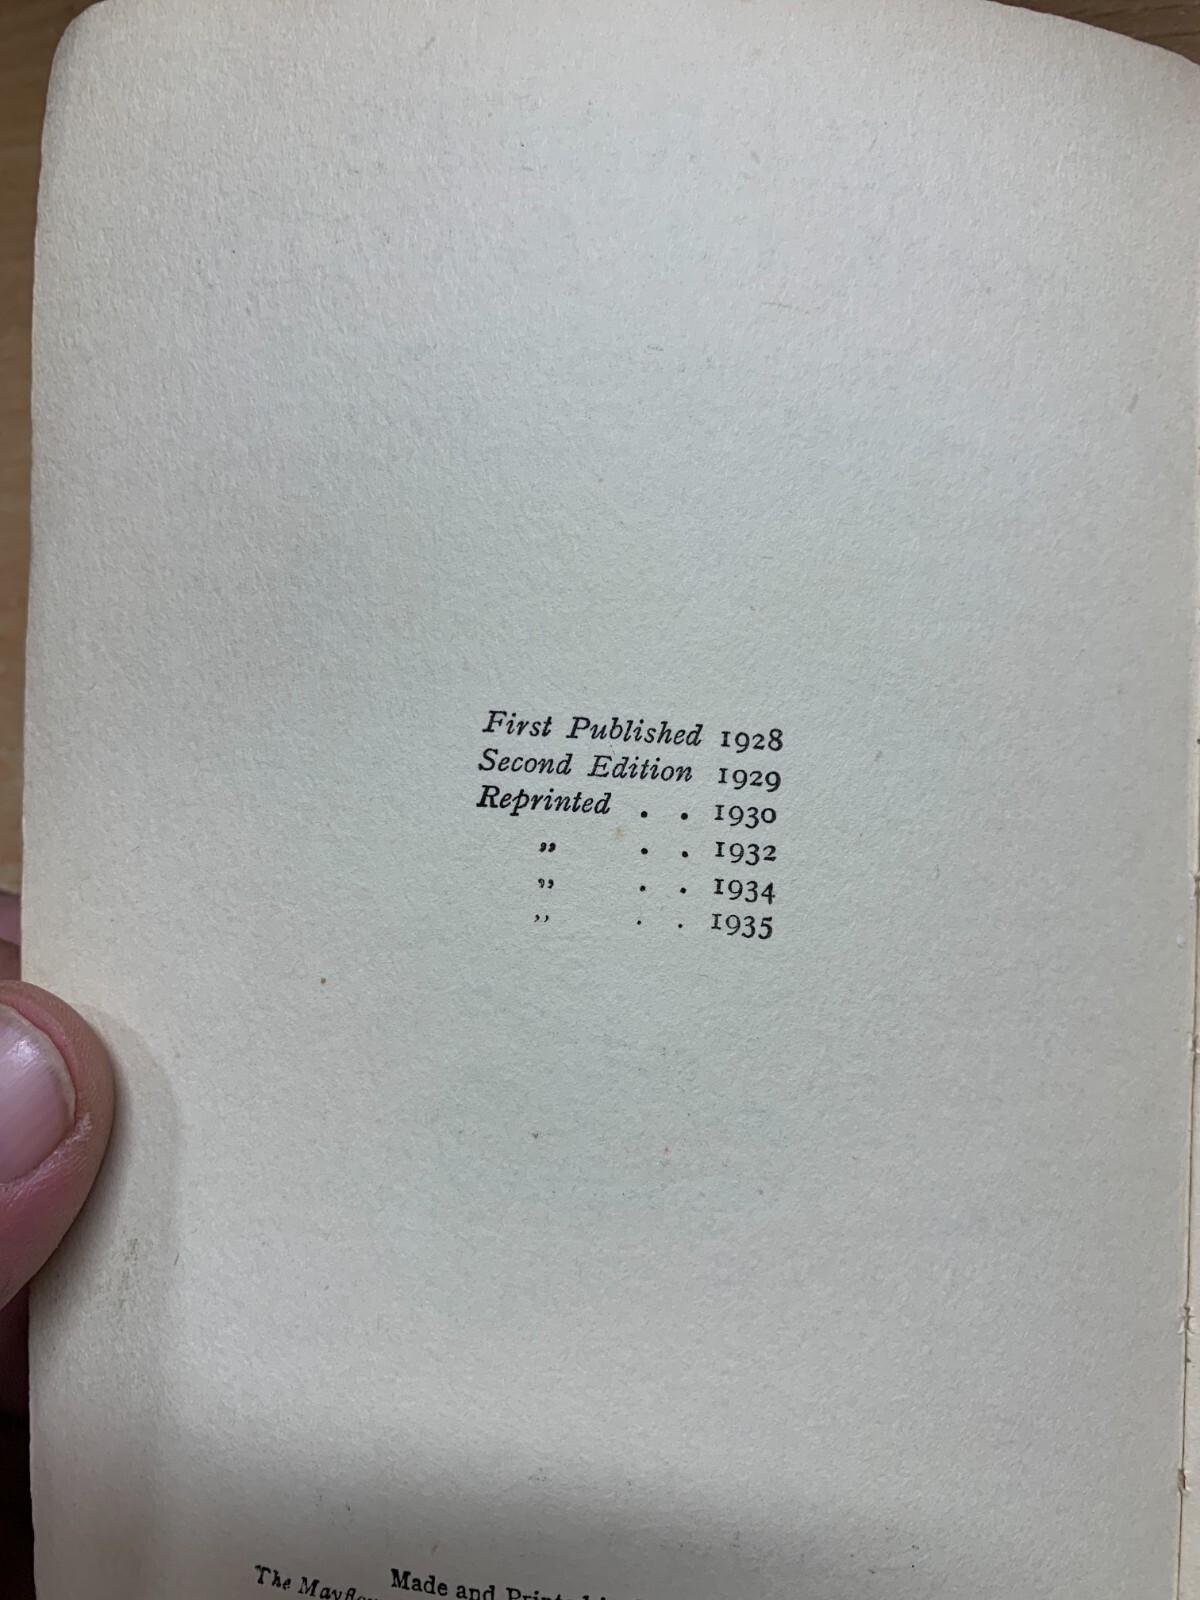 First Published 1928
Second Edition 1929
Reprinted . . 1930
„ . . 1932
„ . . 1934
„ . . 1935
Made and
The